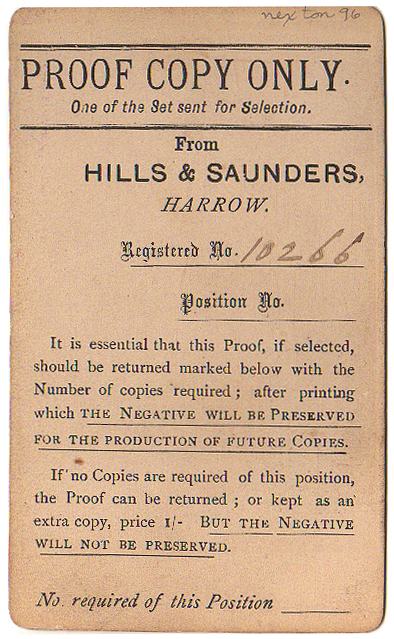 nexton 96
PROOF COPY ONLY.
One of the Set sent for Selection.
From
HILLS & SAUNDERS,
HARROW.
Registered No. 10266
Position No.
It is essential that this Proof, if selected,
should be returned marked below with the
Number of copies required; after printing
which THE NEGATIVE WILL BE PRESERVED
FOR THE PRODUCTION OF FUTURE COPIES.
If no Copies are required of this position,
the Proof can be returned; or kept as an
extra copy, price 1/- BUT THE NEGATIVE
WILL NOT BE PRESERVED.
No. required of this Position